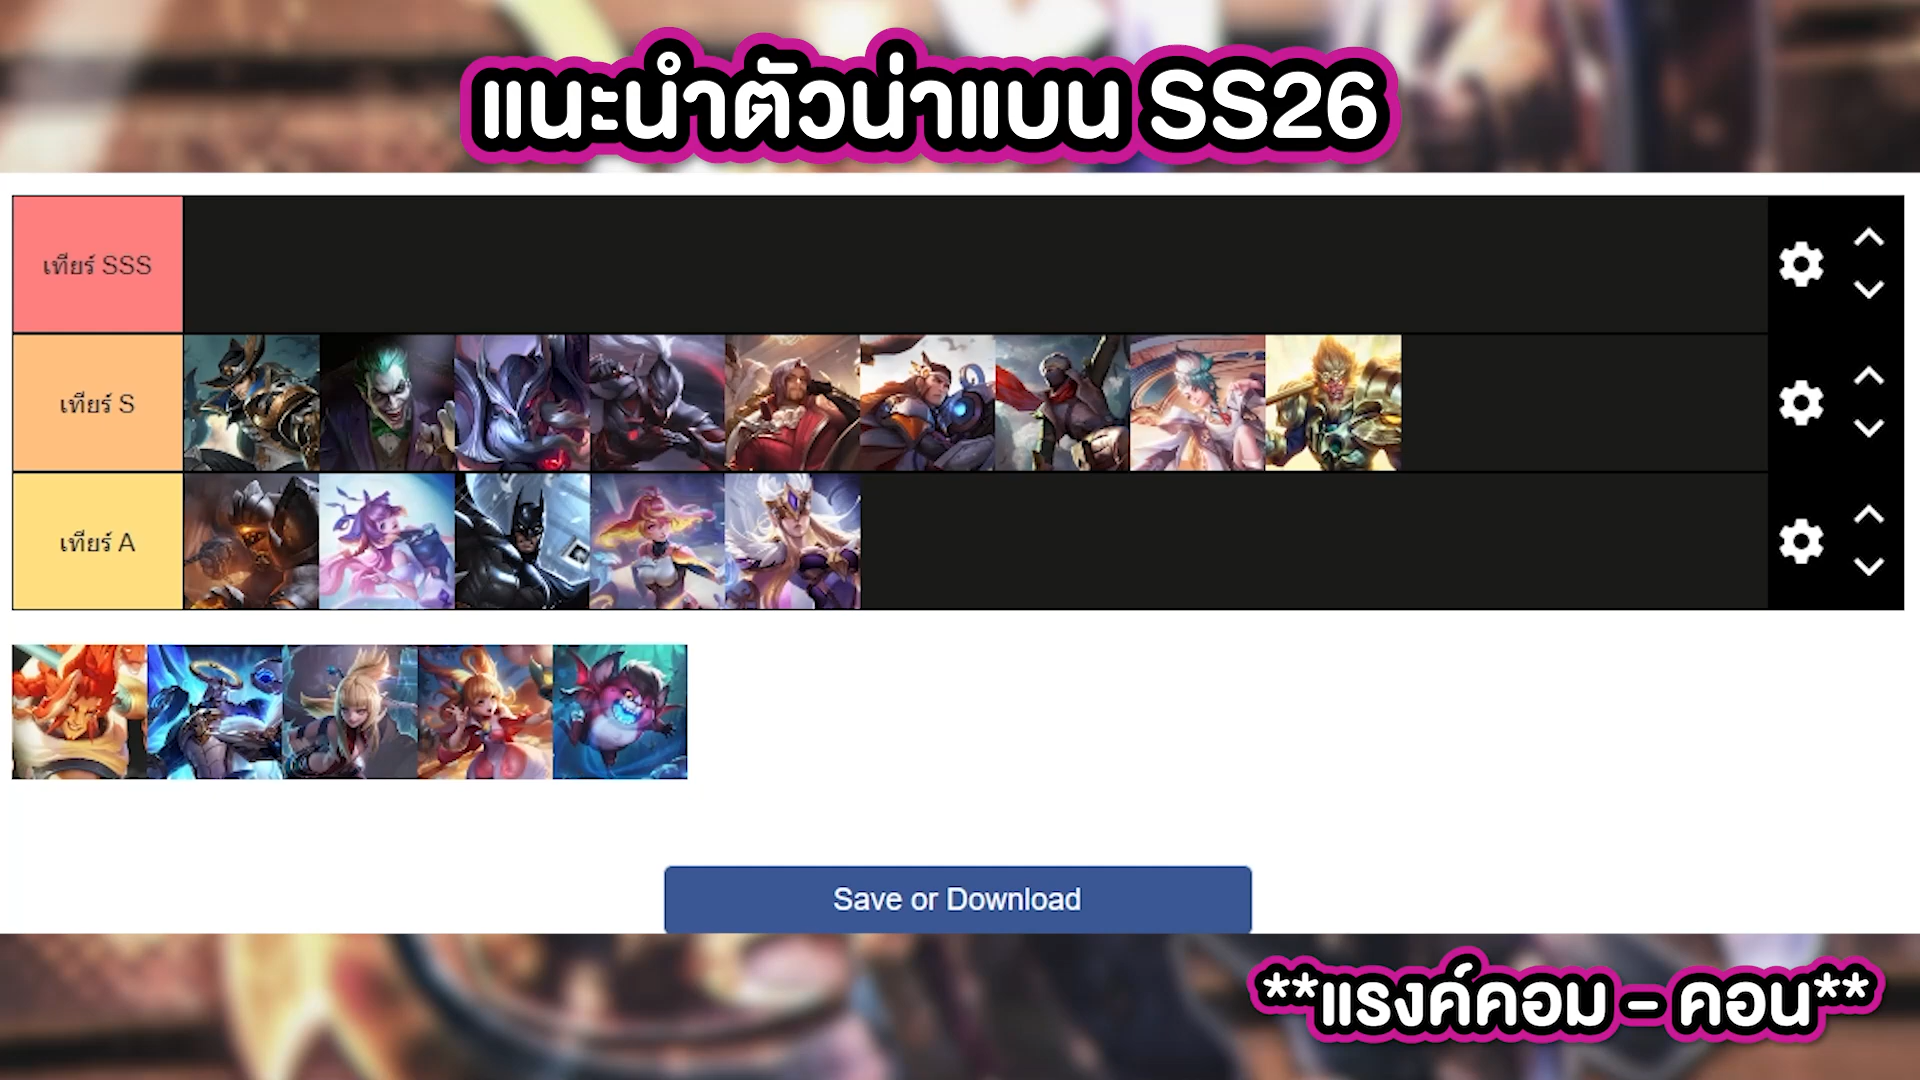 แนะนำตัวน่าแบน SS26
เทียร์ SSS
เทียร์ S
เทียร์ A
Save or Download
**แรงค์คอม - คอน**